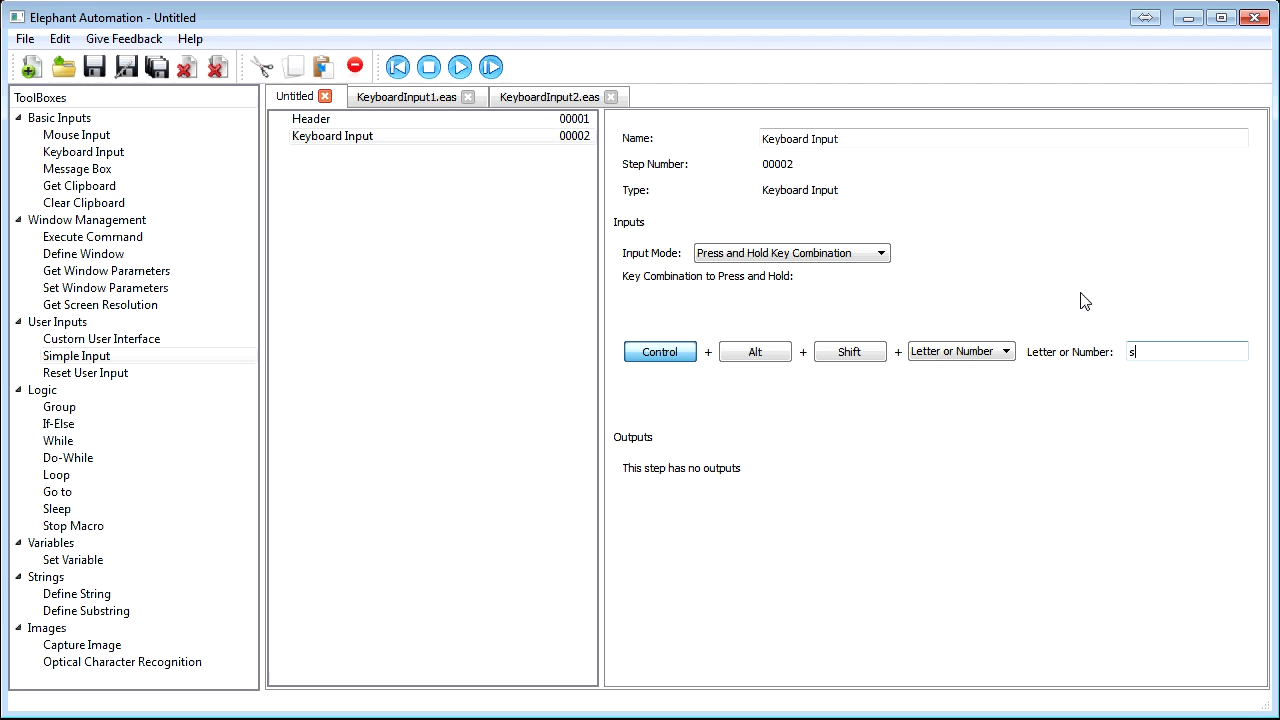 Elephant Automation - Untitled
File Edit Give Feedback Help
ToolBoxes
Basic Inputs
Mouse Input
Keyboard Input
Message Box
Get Clipboard
Clear Clipboard
Window Management
Execute Command
Define Window
Get Window Parameters
Set Window Parameters
Get Screen Resolution
User Inputs
Custom User Interface
Simple Input
Reset User Input
Logic
Group
If-Else
While
Do-While
Loop
Go to
Sleep
Stop Macro
Variables
Set Variable
Strings
Define String
Define Substring
Images
Capture Image
Optical Character Recognition
Untitled KeyboardInput1.eas KeyboardInput2.eas
Header 00001
Keyboard Input 00002
Name: Keyboard Input
Step Number: 00002
Type: Keyboard Input
Inputs
Input Mode: Press and Hold Key Combination
Key Combination to Press and Hold:
Control + Alt + Shift + Letter or Number Letter or Number: s
Outputs
This step has no outputs